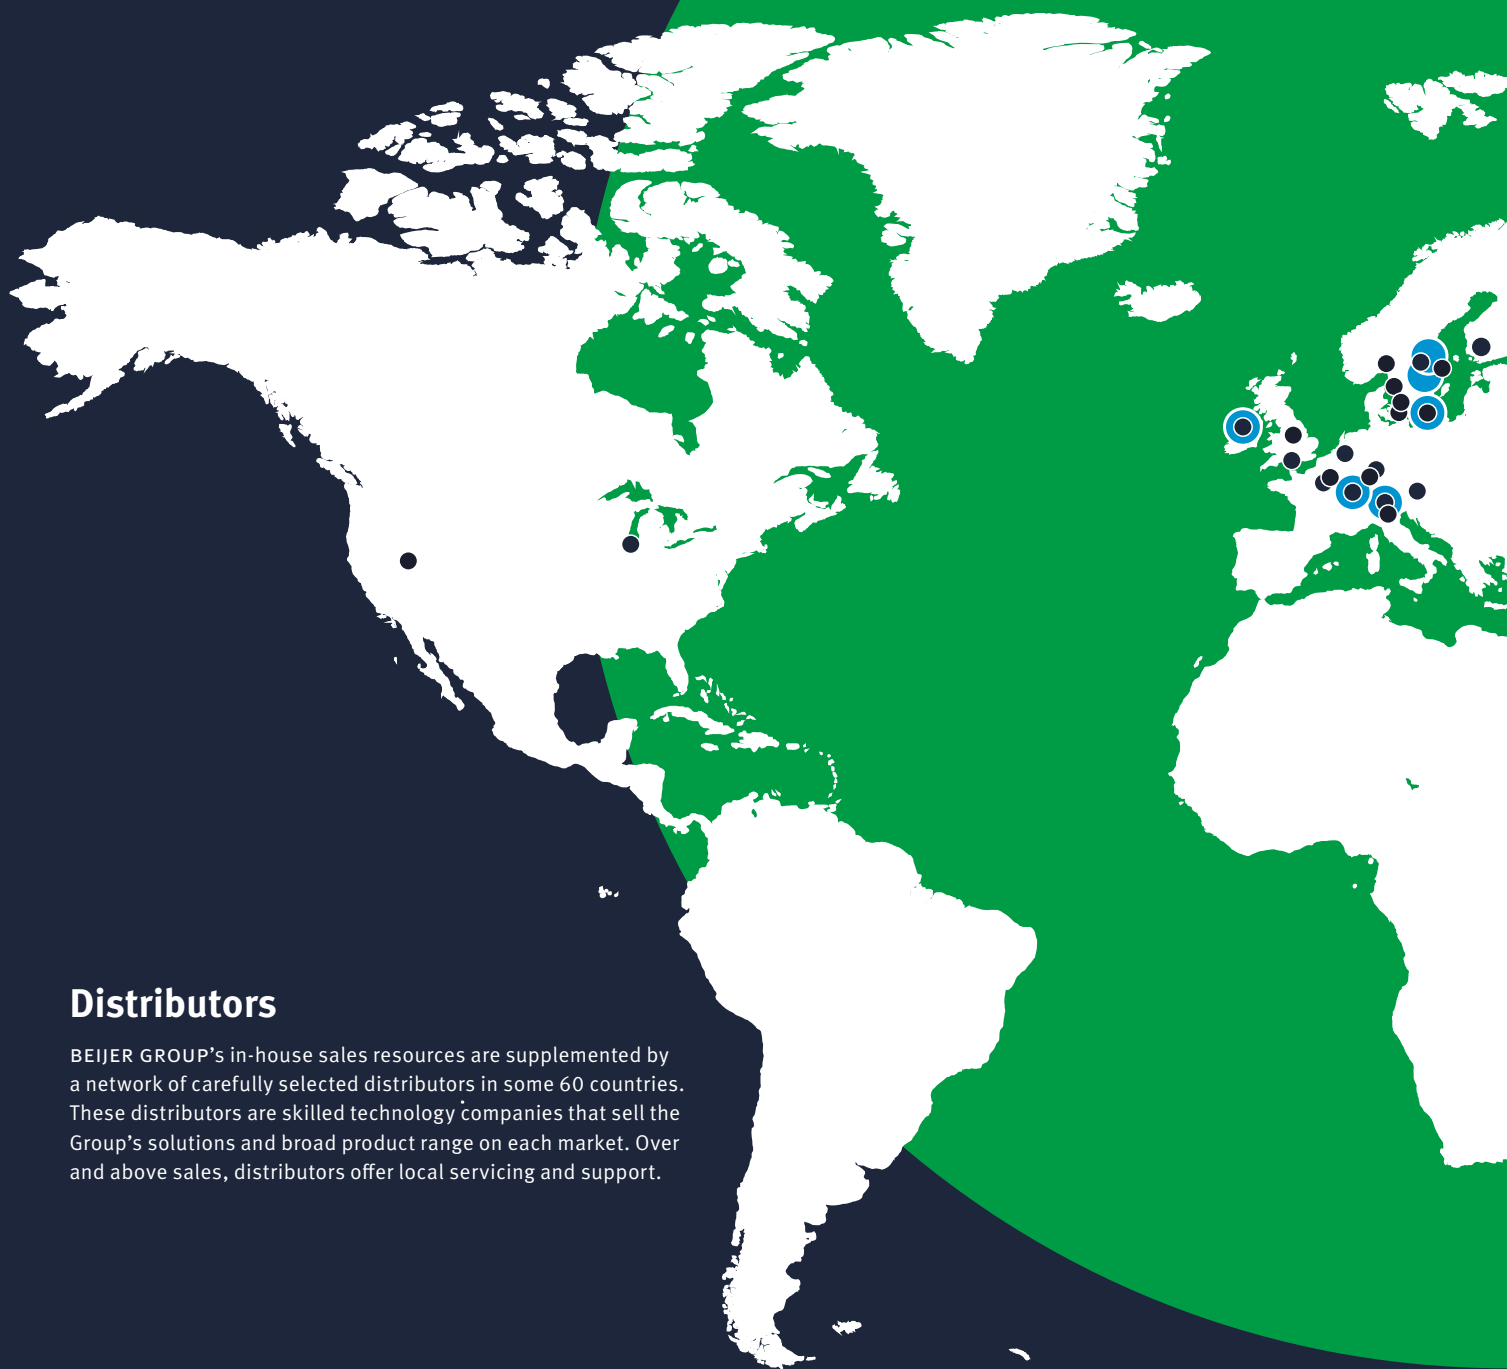 Distributors
BEIJER GROUP’s in-house sales resources are supplemented by
a network of carefully selected distributors in some 60 countries.
These distributors are skilled technology companies that sell the
Group’s solutions and broad product range on each market. Over
and above sales, distributors offer local servicing and support.